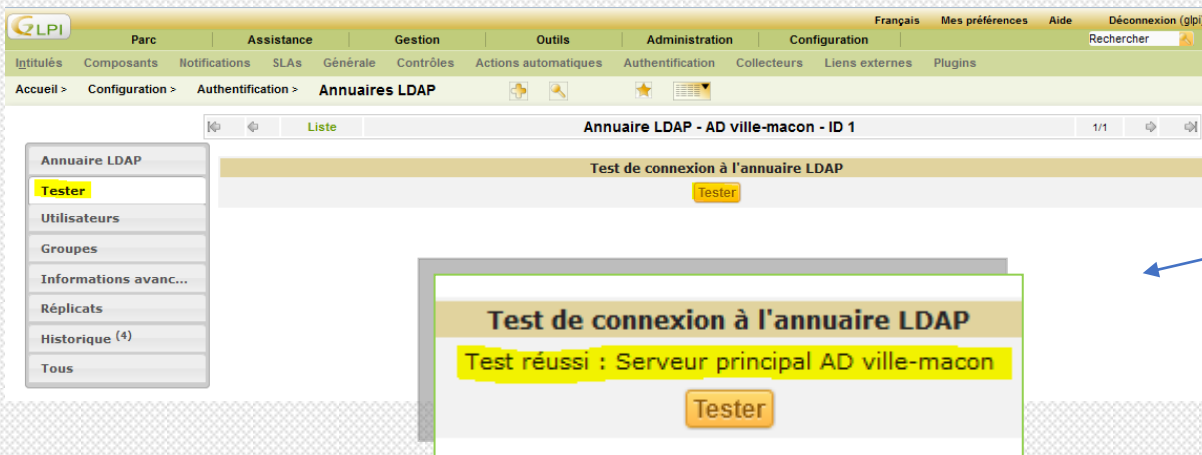 GLPI
Français Mes préférences Aide Déconnexion (glpi
Parc Assistance Gestion Outils Administration Configuration Rechercher
Intitulés Composants Notifications SLAs Générale Contrôles Actions automatiques Authentification Collecteurs Liens externes Plugins
Accueil > Configuration > Authentification > Annuaires LDAP
Liste Annuaire LDAP - AD ville-macon - ID 1 1/1
Annuaire LDAP
Tester
Utilisateurs
Groupes
Informations avanc...
Réplicats
Historique (4)
Tous
Test de connexion à l'annuaire LDAP
Tester
Test de connexion à l'annuaire LDAP
Test réussi : Serveur principal AD ville-macon
Tester